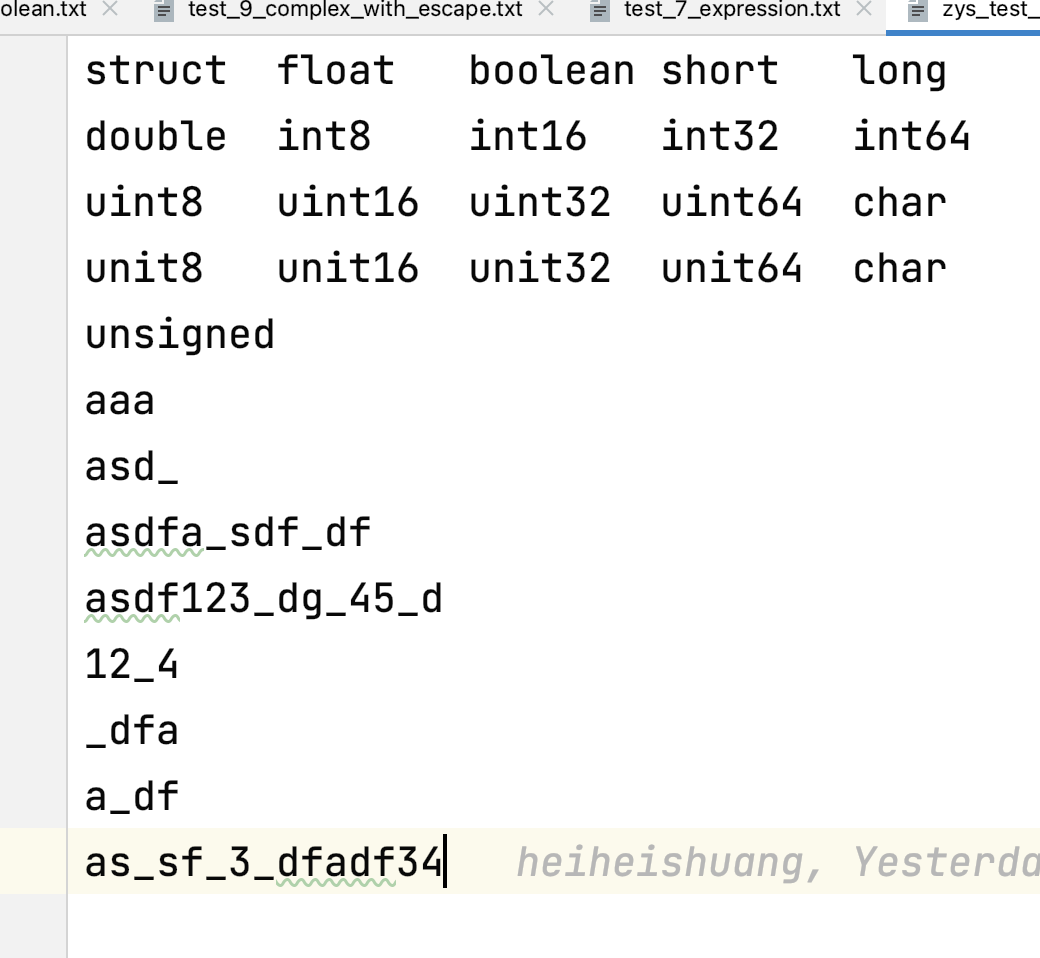 olean.txt test_9_complex_with_escape.txt test_7_expression.txt zys_test_
struct float boolean short long
double int8 int16 int32 int64
uint8 uint16 uint32 uint64 char
unit8 unit16 unit32 unit64 char
unsigned
aaa
asd_
asdfa_sdf_df
asdf123_dg_45_d
12_4
_dfa
a_df
as_sf_3_dfadf34 heiheishuang, Yesterda